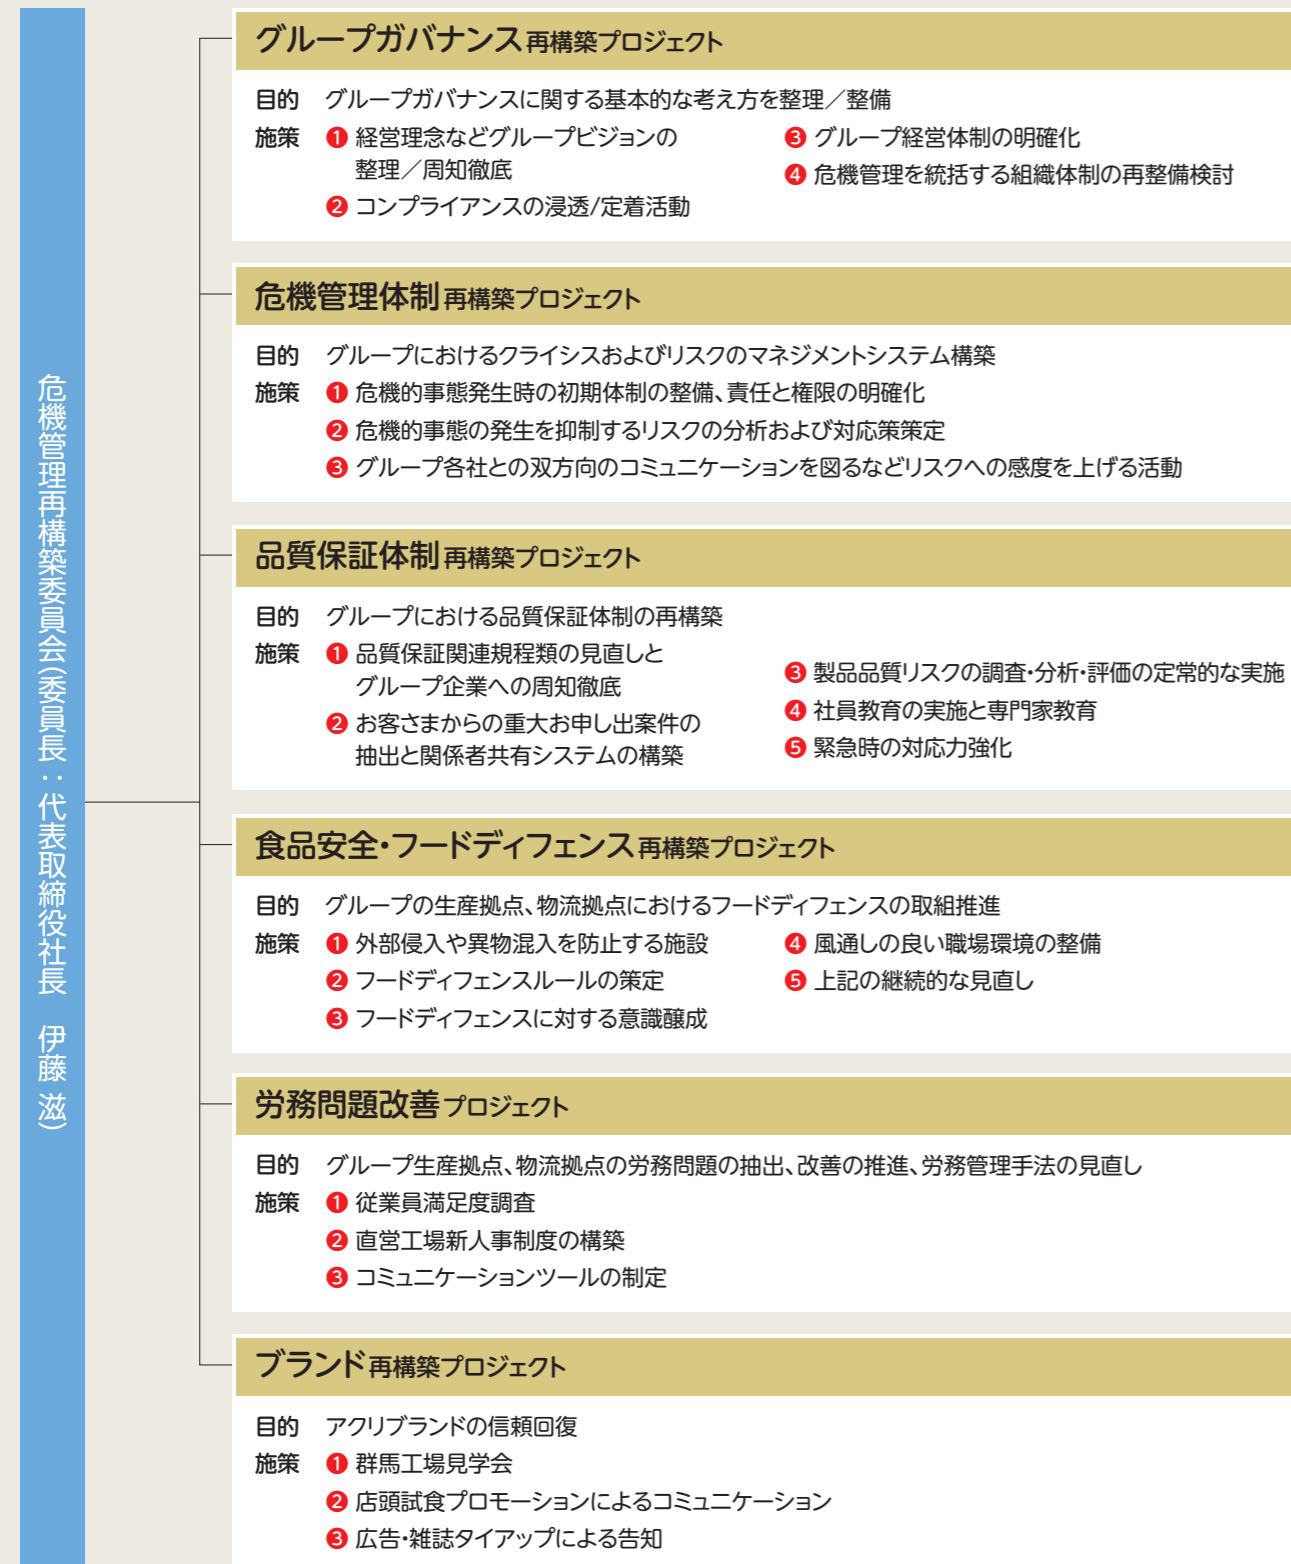 危機管理再構築委員会(委員長:代表取締役社長 伊藤 滋)
グループガバナンス再構築プロジェクト
目的 グループガバナンスに関する基本的な考え方を整理/整備
施策 ❶ 経営理念などグループビジョンの
整理/周知徹底
❷ コンプライアンスの浸透/定着活動
❸ グループ経営体制の明確化
❹ 危機管理を統括する組織体制の再整備検討
危機管理体制再構築プロジェクト
目的 グループにおけるクライシスおよびリスクのマネジメントシステム構築
施策 ❶ 危機的事態発生時の初期体制の整備、責任と権限の明確化
❷ 危機的事態の発生を抑制するリスクの分析および対応策策定
❸ グループ各社との双方向のコミュニケーションを図るなどリスクへの感度を上げる活動
品質保証体制再構築プロジェクト
目的 グループにおける品質保証体制の再構築
施策 ❶ 品質保証関連規程類の見直しと
グループ企業への周知徹底
❷ お客さまからの重大お申し出案件の
抽出と関係者共有システムの構築
❸ 製品品質リスクの調査・分析・評価の定常的な実施
❹ 社員教育の実施と専門家教育
❺ 緊急時の対応力強化
食品安全・フードディフェンス再構築プロジェクト
目的 グループの生産拠点、物流拠点におけるフードディフェンスの取組推進
施策 ❶ 外部侵入や異物混入を防止する施設
❷ フードディフェンスルールの策定
❸ フードディフェンスに対する意識醸成
❹ 風通しの良い職場環境の整備
❺ 上記の継続的な見直し
労務問題改善プロジェクト
目的 グループ生産拠点、物流拠点の労務問題の抽出、改善の推進、労務管理手法の見直し
施策 ❶ 従業員満足度調査
❷ 直営工場新人事制度の構築
❸ コミュニケーションツールの制定
ブランド再構築プロジェクト
目的 アクリブランドの信頼回復
施策 ❶ 群馬工場見学会
❷ 店頭試食プロモーションによるコミュニケーション
❸ 広告・雑誌タイアップによる告知